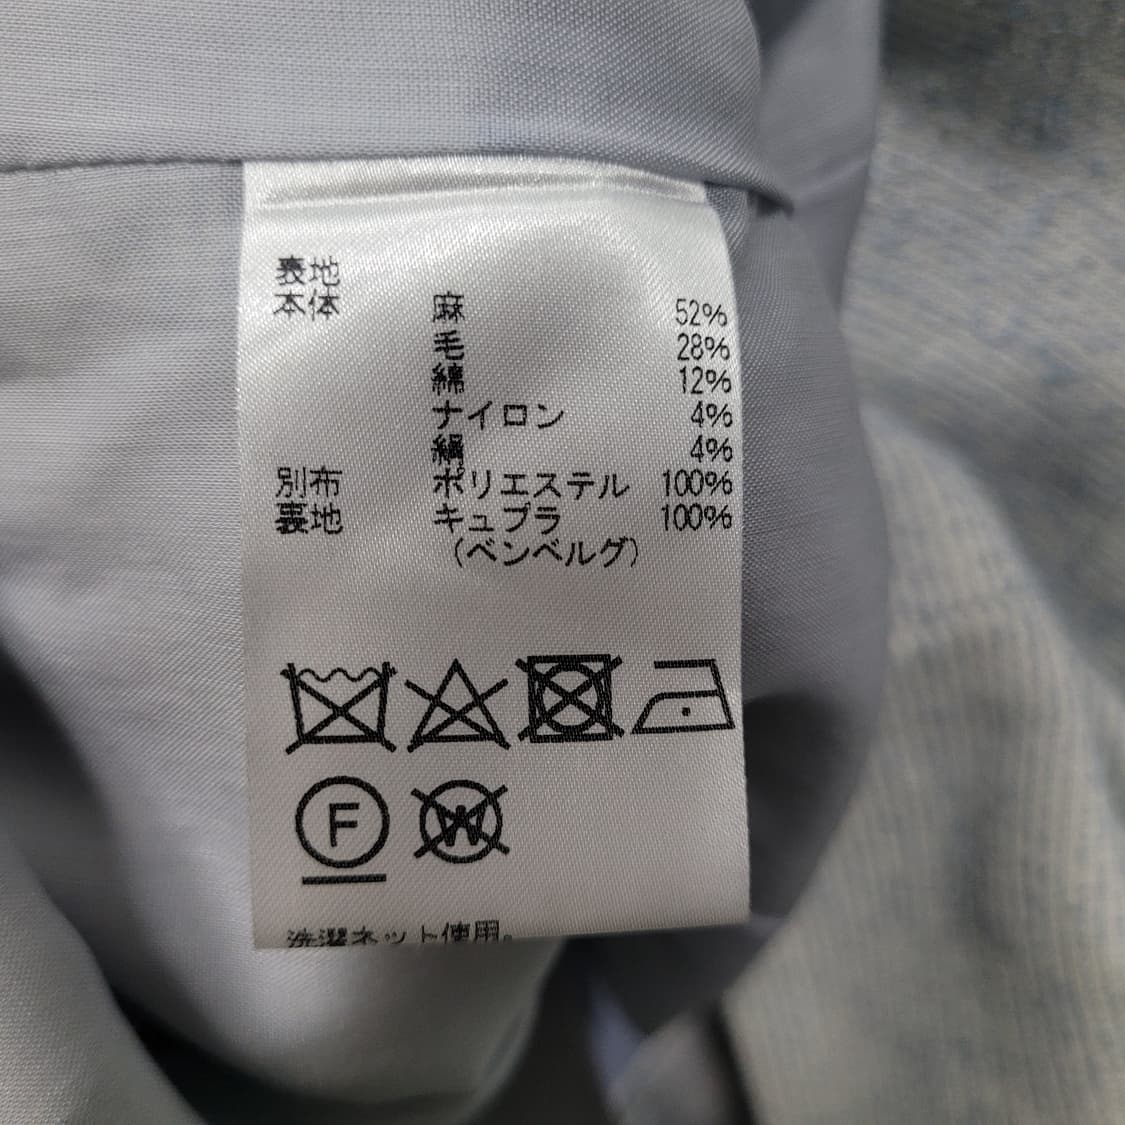 表地
本体 麻 52%
毛 28%
綿 12%
ナイロン 4%
絹 4%
別布 ポリエステル 100%
裏地 キュプラ 100%
(ベンベルグ)
F
W
洗濯ネット使用。